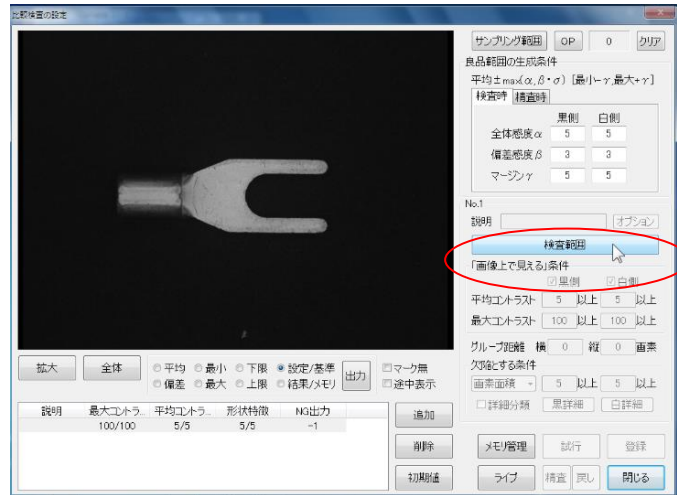 比較検査の設定
サンプリング範囲 OP 0 クリア
良品範囲の生成条件
平均±max(α,β・σ) [最小-γ,最大+γ]
検査時 精査時
黒側 白側
全体感度α 5 5
偏差感度β 3 3
マージンγ 5 5
No.1
説明 オプション
検査範囲
「画像上で見える」条件
黒側 白側
平均コントラスト 5 以上 5 以上
最大コントラスト 100 以上 100 以上
グループ距離 横 0 縦 0 画素
欠陥とする条件
画素面積 5 以上 5 以上
詳細分類 黒詳細 白詳細
拡大 全体 平均 最小 下限 設定/基準 出力 マーク無
偏差 最大 上限 結果/メモリ 途中表示
説明 最大コントラ... 平均コントラ... 形状特徴 NG出力
100/100 5/5 5/5 -1
追加
削除
初期値
メモリ管理 試行 登録
ライブ 精査 戻し 閉じる